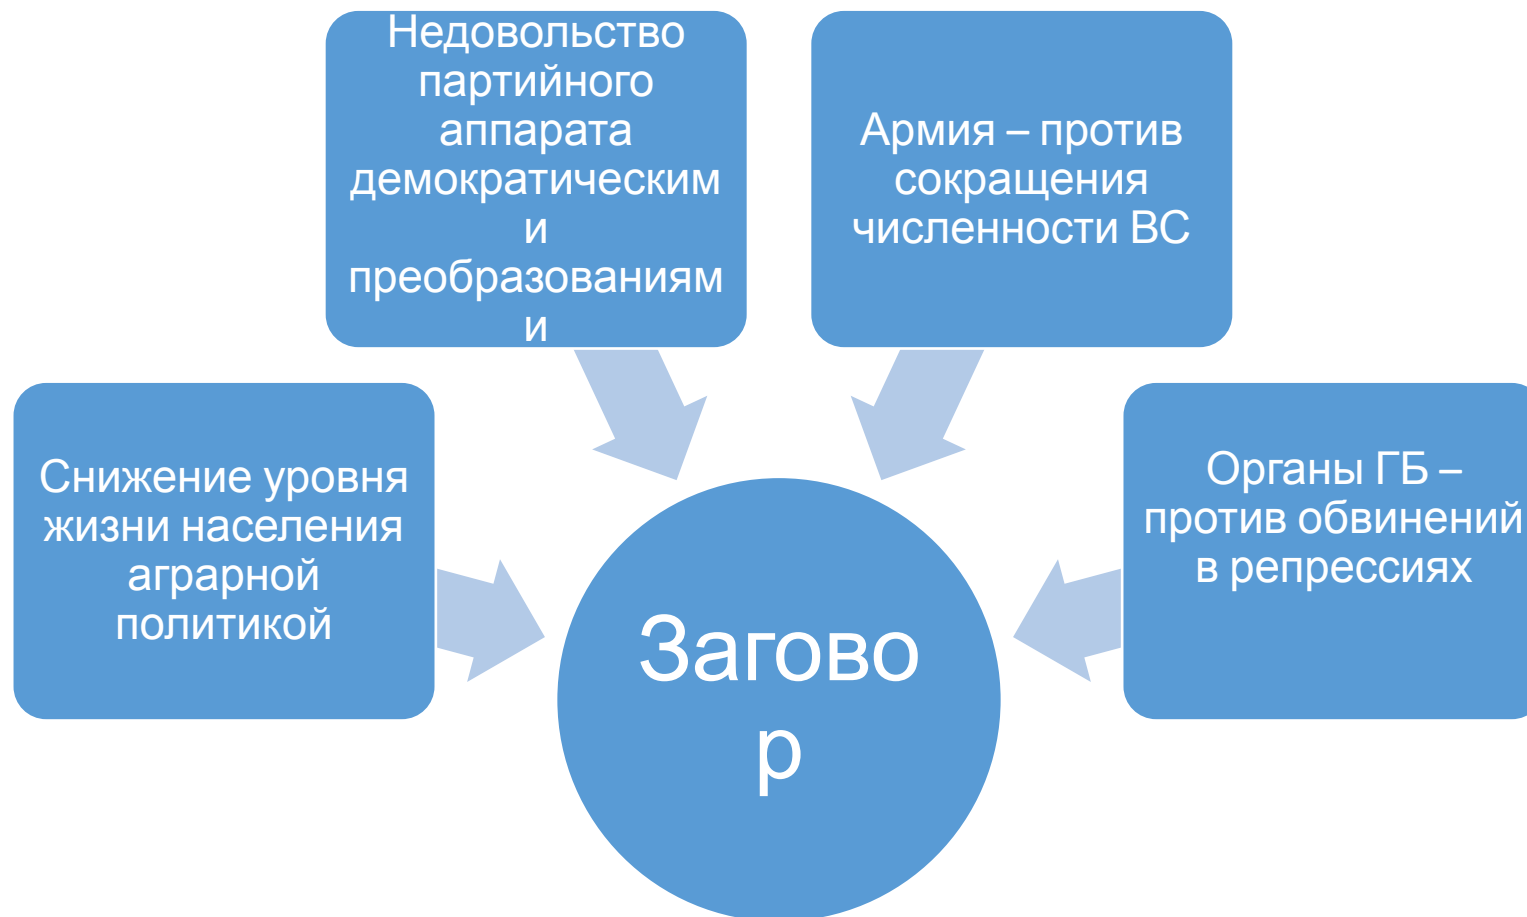 Недовольство
партийного
аппарата
демократическим
и
преобразованиям
и
Армия – против
сокращения
численности ВС
Снижение уровня
жизни населения
аграрной
политикой
Органы ГБ –
против обвинений
в репрессиях
Загово
р